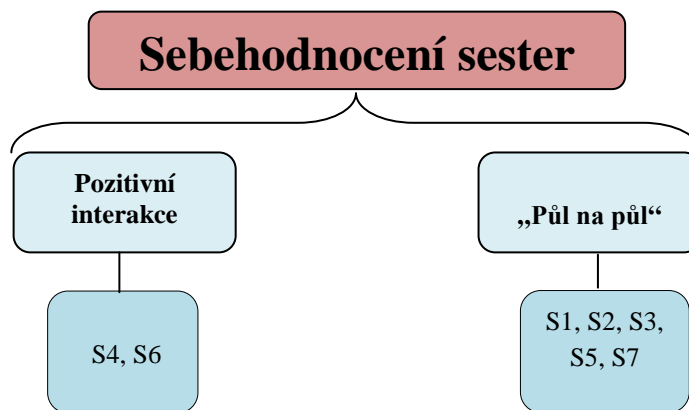 Sebehodnocení sester
Pozitivní
interakce
„Půl na půl“
S4, S6
S1, S2, S3,
S5, S7